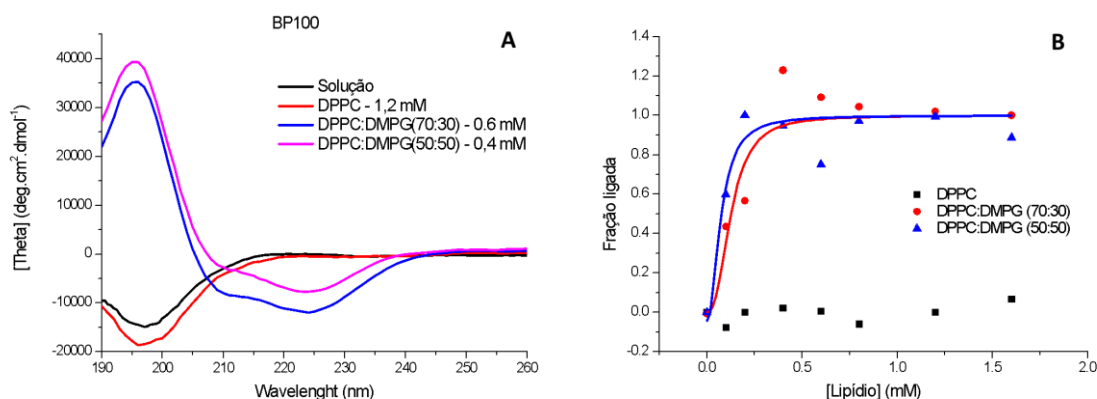 BP100
A
Solução
DPPC - 1,2 mM
DPPC:DMPG(70:30) - 0.6 mM
DPPC:DMPG(50:50) - 0,4 mM
40000
30000
20000
10000
0
-10000
-20000
190 200 210 220 230 240 250 260
[Theta] (deg.cm².dmol⁻¹)
Wavelenght (nm)
B
1.4
1.2
1.0
0.8
0.6
0.4
0.2
0.0
-0.2
0.0 0.5 1.0 1.5 2.0
DPPC
DPPC:DMPG (70:30)
DPPC:DMPG (50:50)
Fração ligada
[Lipídio] (mM)